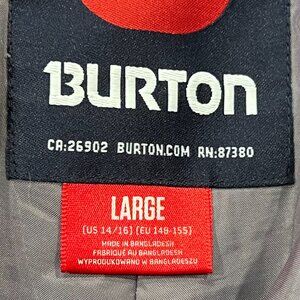 BURTON
CA:26902 BURTON.COM RN:87380
LARGE
(US 14/16) (EU 148-155)
MADE IN BANGLADESH
FABRIQUÉ AU BANGLADESH
WYPRODUKOWANO W BANGLADESZU